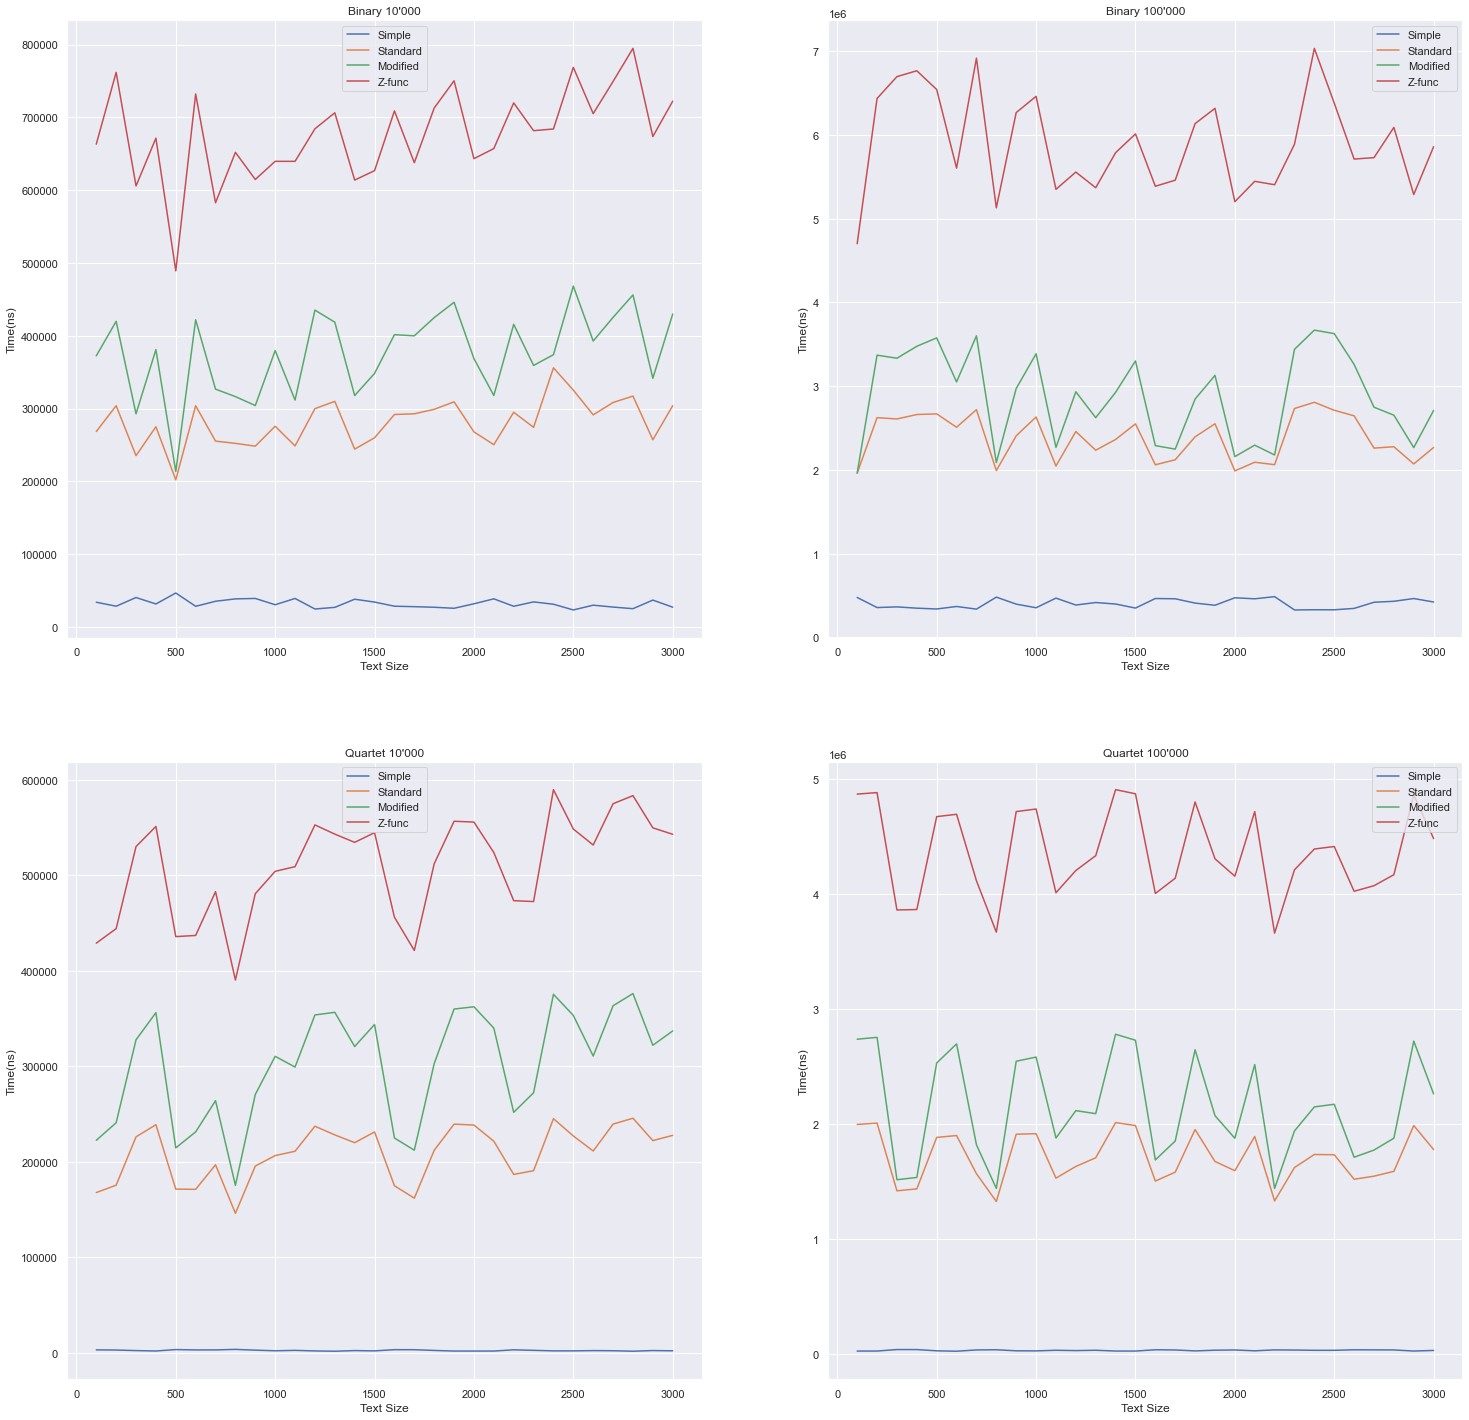 Binary 10'000
Simple
Standard
Modified
Z-func
800000
700000
600000
500000
400000
300000
200000
100000
0
Time(ns)
0 500 1000 1500 2000 2500 3000
Text Size
Binary 100'000
1e6
Simple
Standard
Modified
Z-func
7
6
5
4
3
2
1
0
Time(ns)
0 500 1000 1500 2000 2500 3000
Text Size
Quartet 10'000
Simple
Standard
Modified
Z-func
600000
500000
400000
300000
200000
100000
0
Time(ns)
0 500 1000 1500 2000 2500 3000
Text Size
Quartet 100'000
1e6
Simple
Standard
Modified
Z-func
5
4
3
2
1
0
Time(ns)
0 500 1000 1500 2000 2500 3000
Text Size